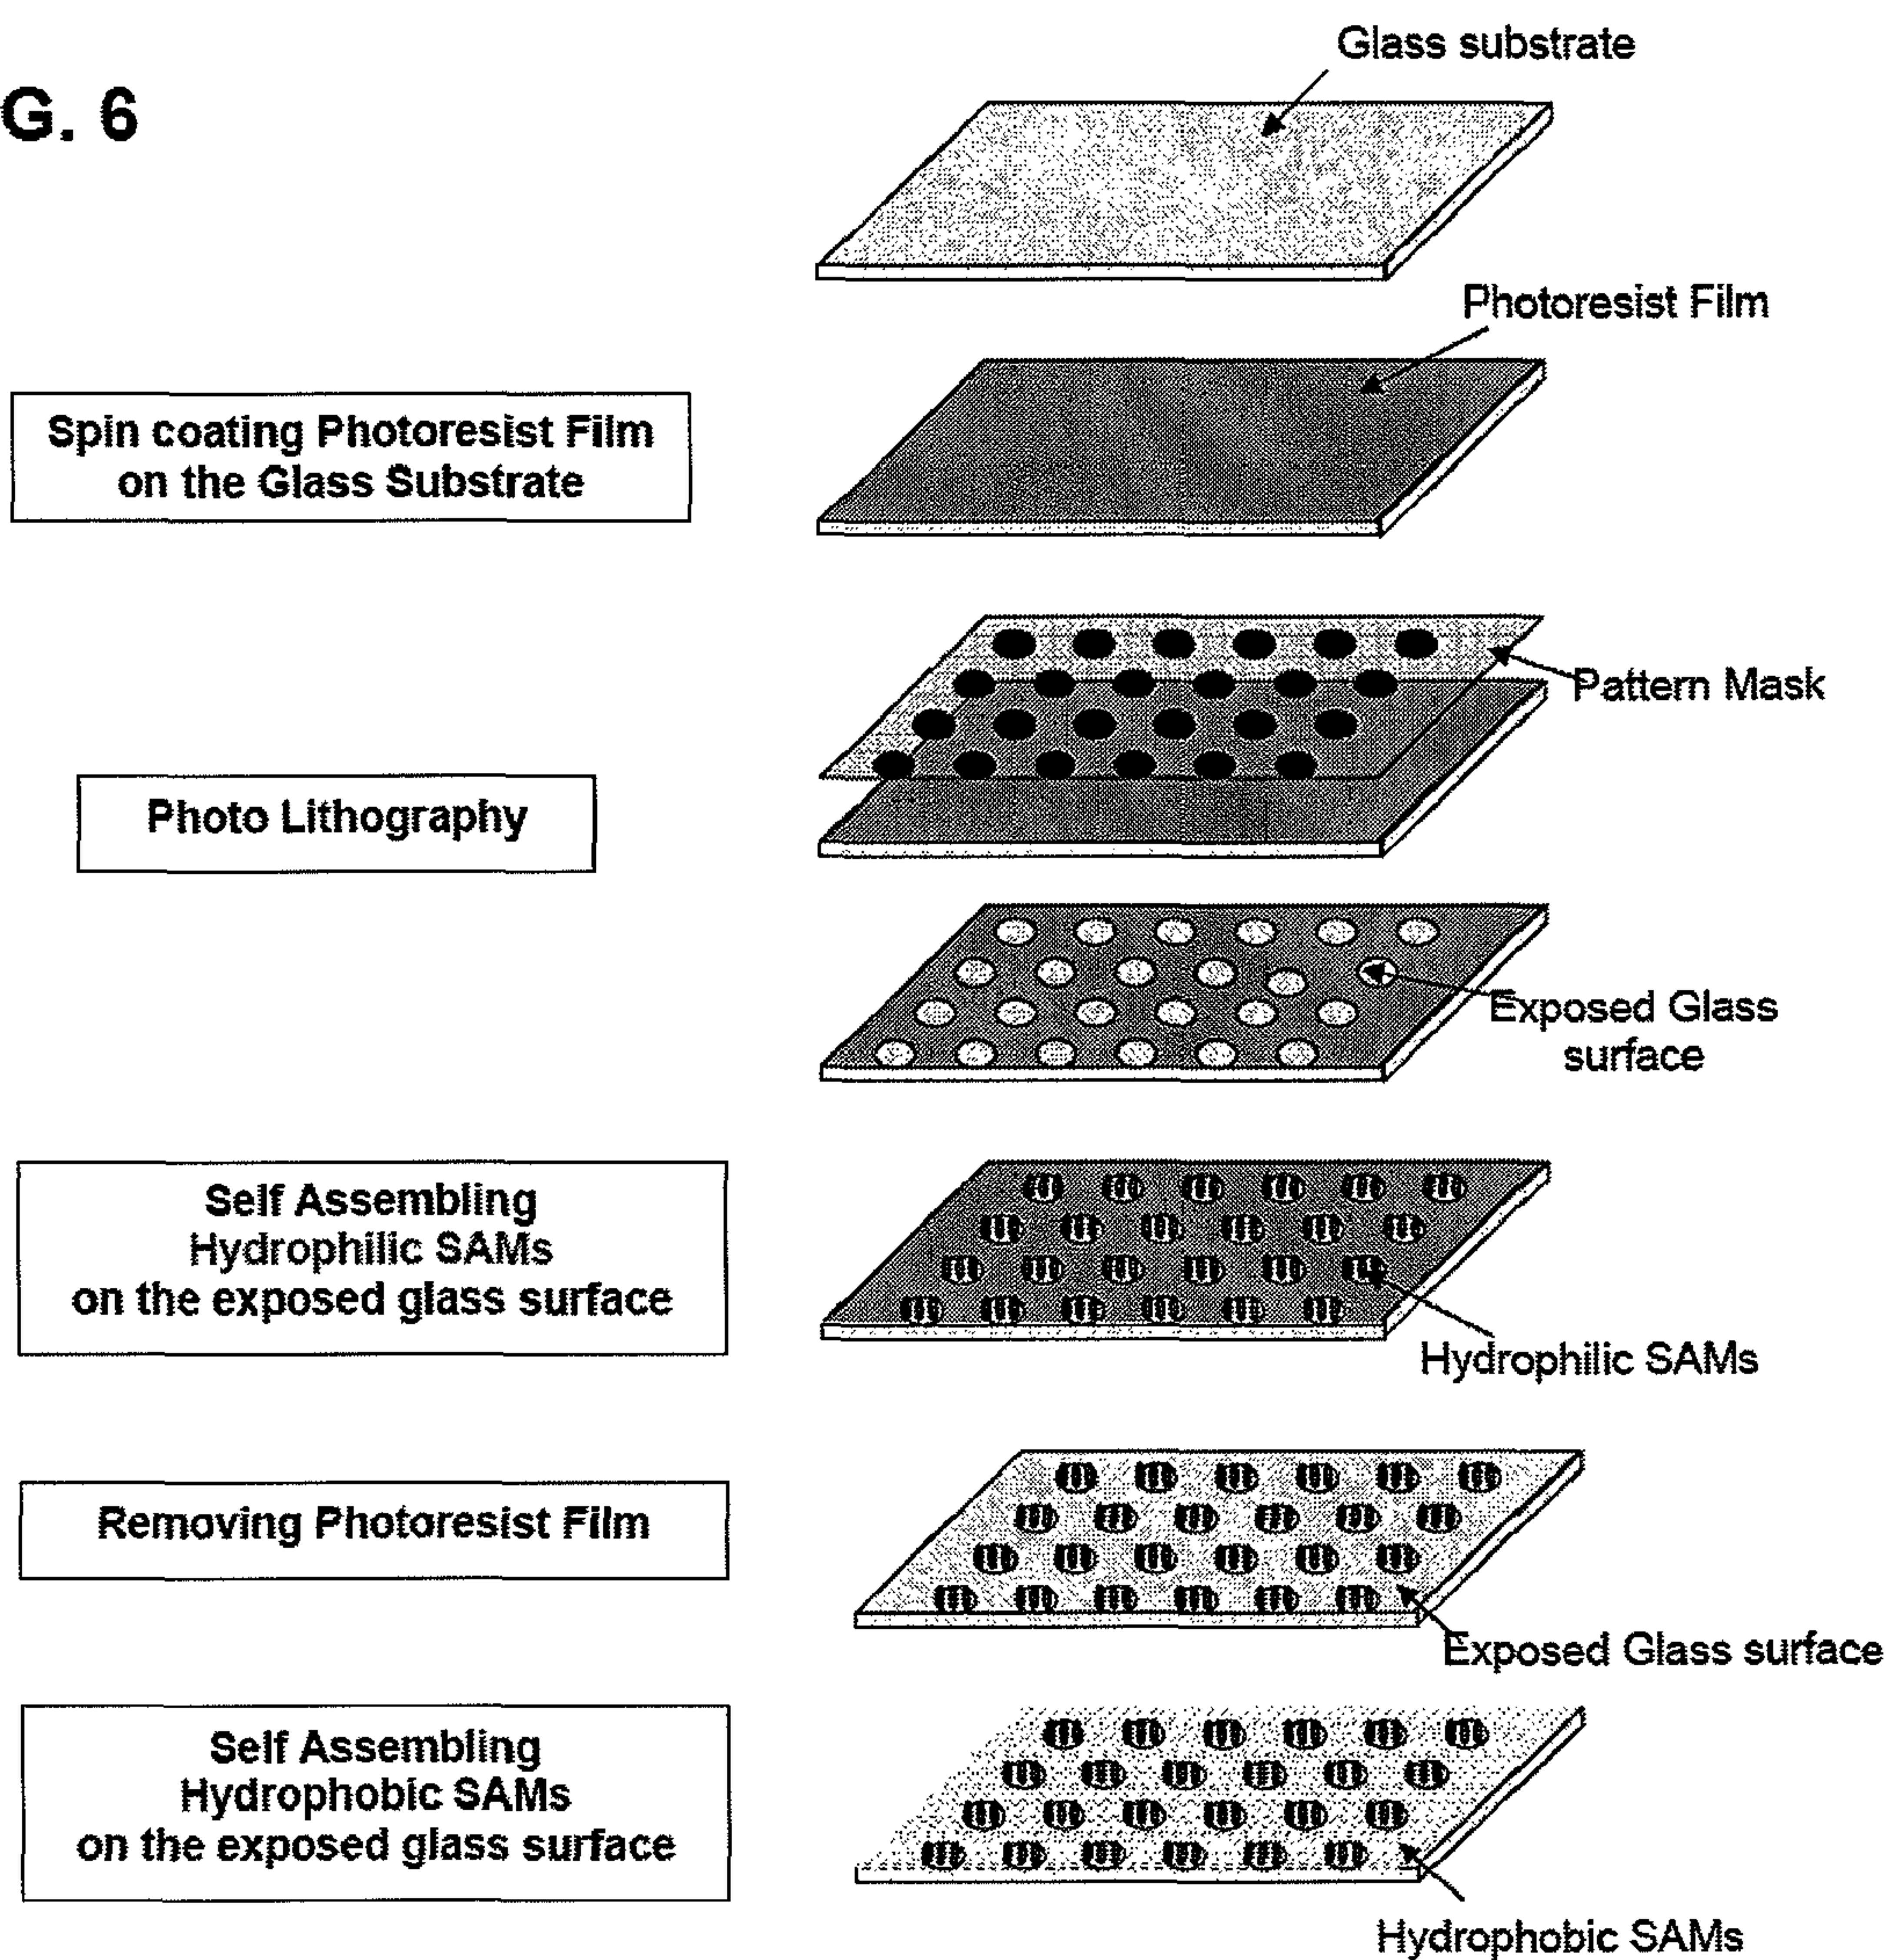 G. 6
Glass substrate
Photoresist Film
Spin coating Photoresist Film
on the Glass Substrate
Pattern Mask
Photo Lithography
Exposed Glass
surface
Self Assembling
Hydrophilic SAMs
on the exposed glass surface
Hydrophilic SAMs
Removing Photoresist Film
Exposed Glass surface
Self Assembling
Hydrophobic SAMs
on the exposed glass surface
Hydrophobic SAMs